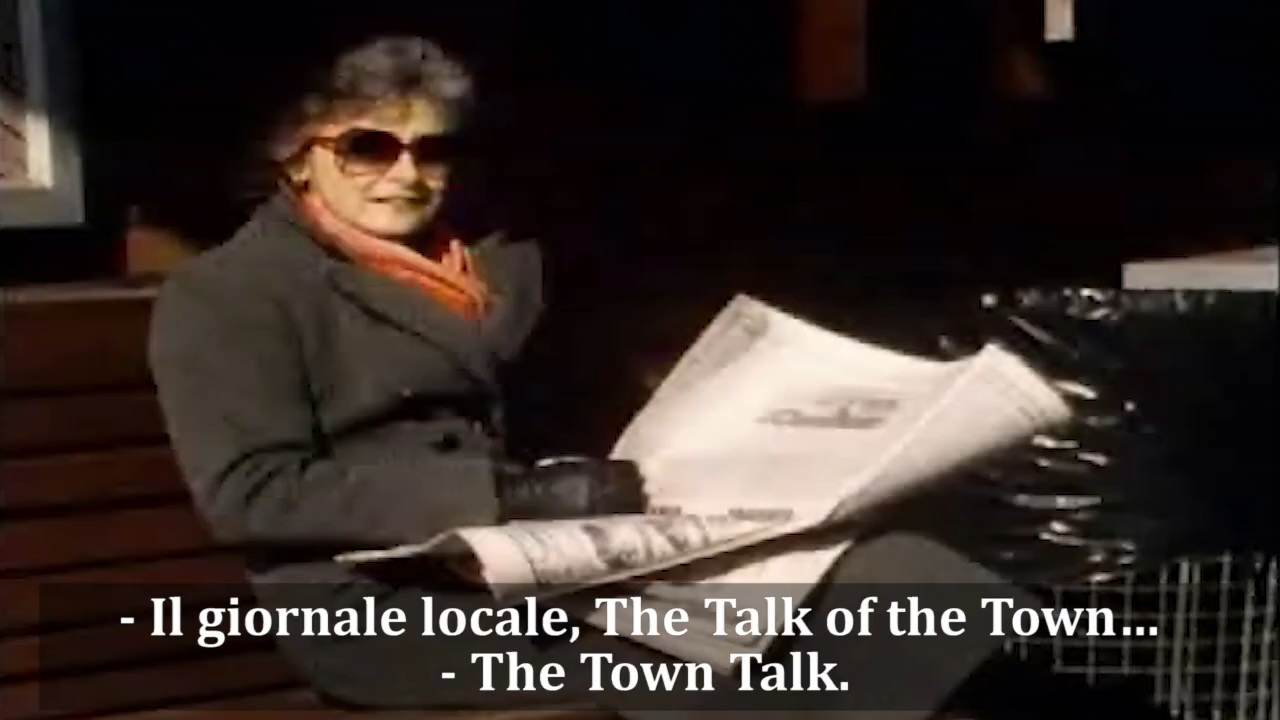 - Il giornale locale, The Talk of the Town...
- The Town Talk.